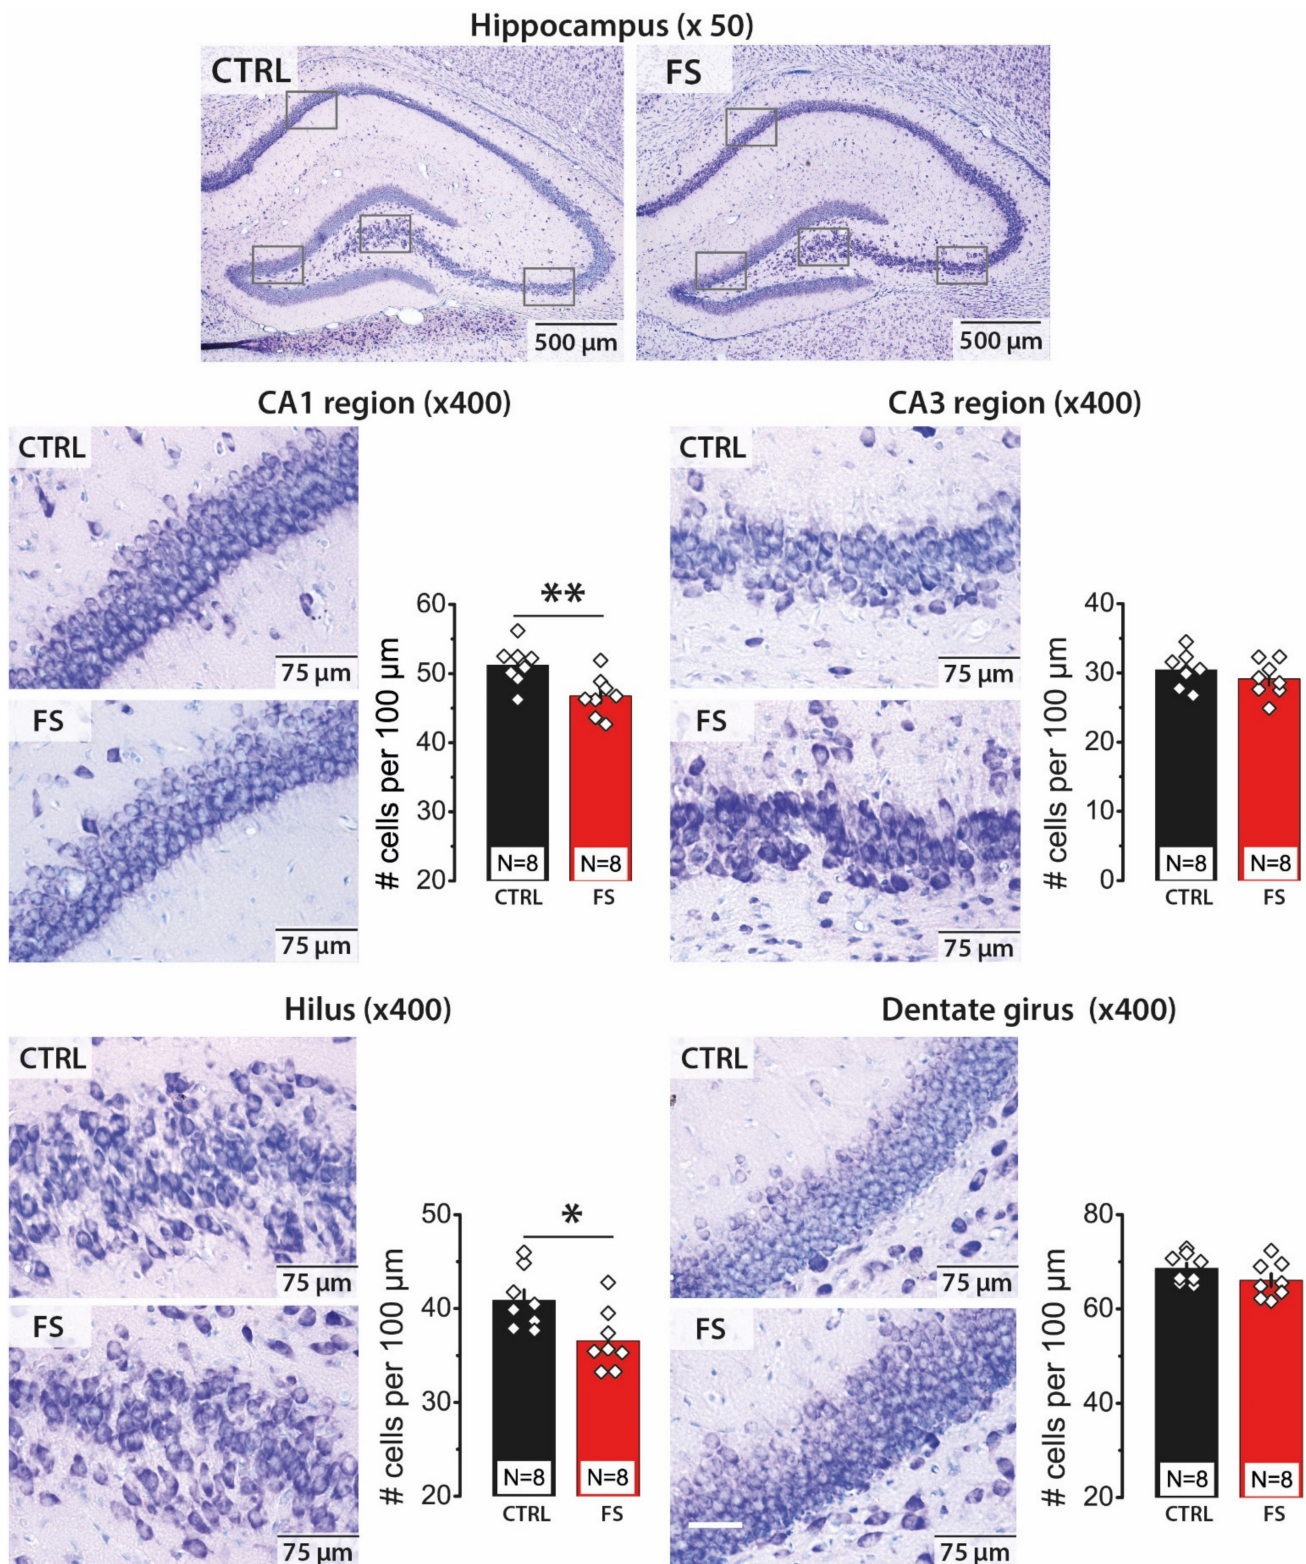 Hippocampus (x 50)
CTRL
500 µm
FS
500 µm
CA1 region (x400)
CTRL
75 µm
FS
75 µm
# cells per 100 µm
60
50
40
30
20
**
N=8
N=8
CTRL
FS
CA3 region (x400)
CTRL
75 µm
FS
75 µm
# cells per 100 µm
40
30
20
10
0
N=8
N=8
CTRL
FS
Hilus (x400)
CTRL
75 µm
FS
75 µm
# cells per 100 µm
50
40
30
20
*
N=8
N=8
CTRL
FS
Dentate girus (x400)
CTRL
75 µm
FS
75 µm
# cells per 100 µm
80
60
40
20
N=8
N=8
CTRL
FS